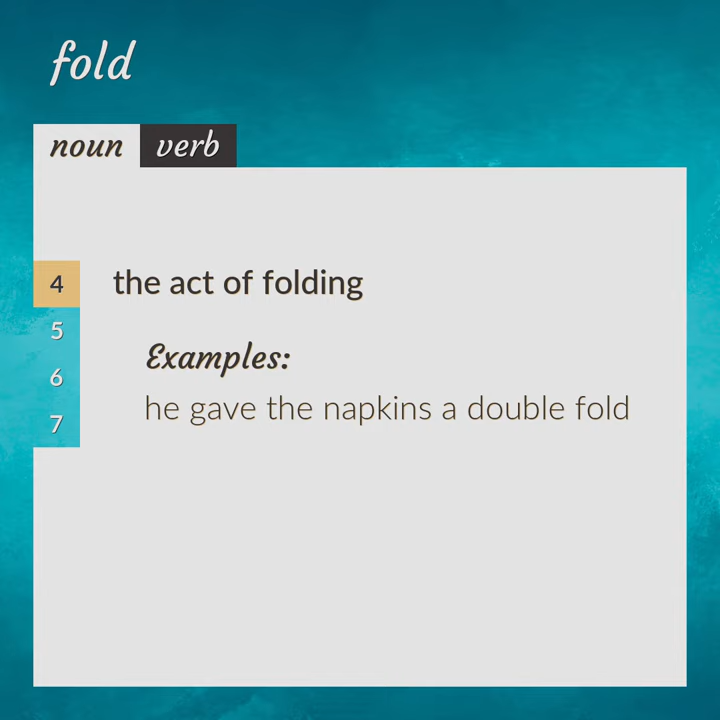 fold
noun verb
4 the act of folding
5
Examples:
6
he gave the napkins a double fold
7